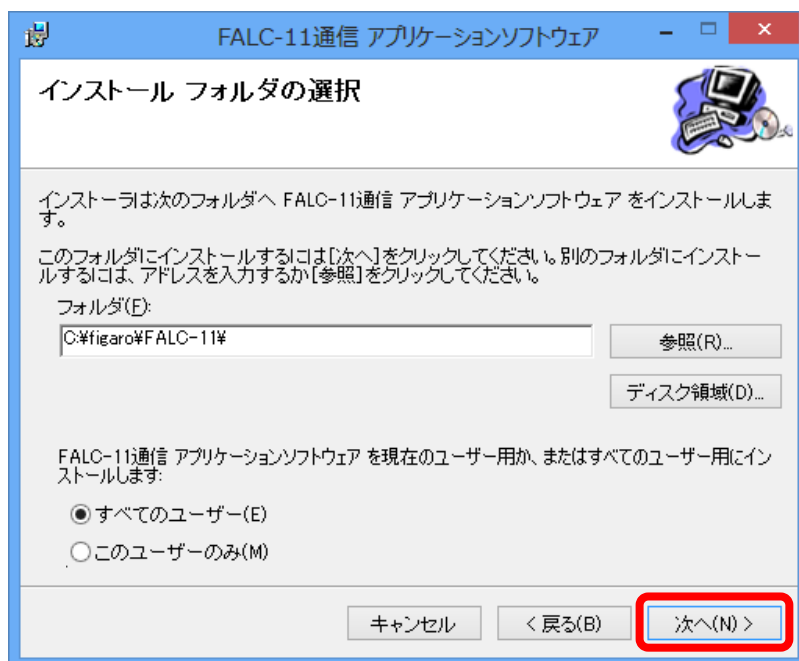 FALC-11通信 アプリケーションソフトウェア
インストール フォルダの選択
インストーラは次のフォルダへ FALC-11通信 アプリケーションソフトウェア をインストールしま
す。
このフォルダにインストールするには[次へ]をクリックしてください。別のフォルダにインストー
ルするには、アドレスを入力するか[参照]をクリックしてください。
フォルダ(F):
C:¥figaro¥FALC-11¥
参照(R)...
ディスク領域(D)...
FALC-11通信 アプリケーションソフトウェア を現在のユーザー用か、またはすべてのユーザー用にイン
ストールします:
すべてのユーザー(E)
このユーザーのみ(M)
キャンセル
< 戻る(B)
次へ(N) >